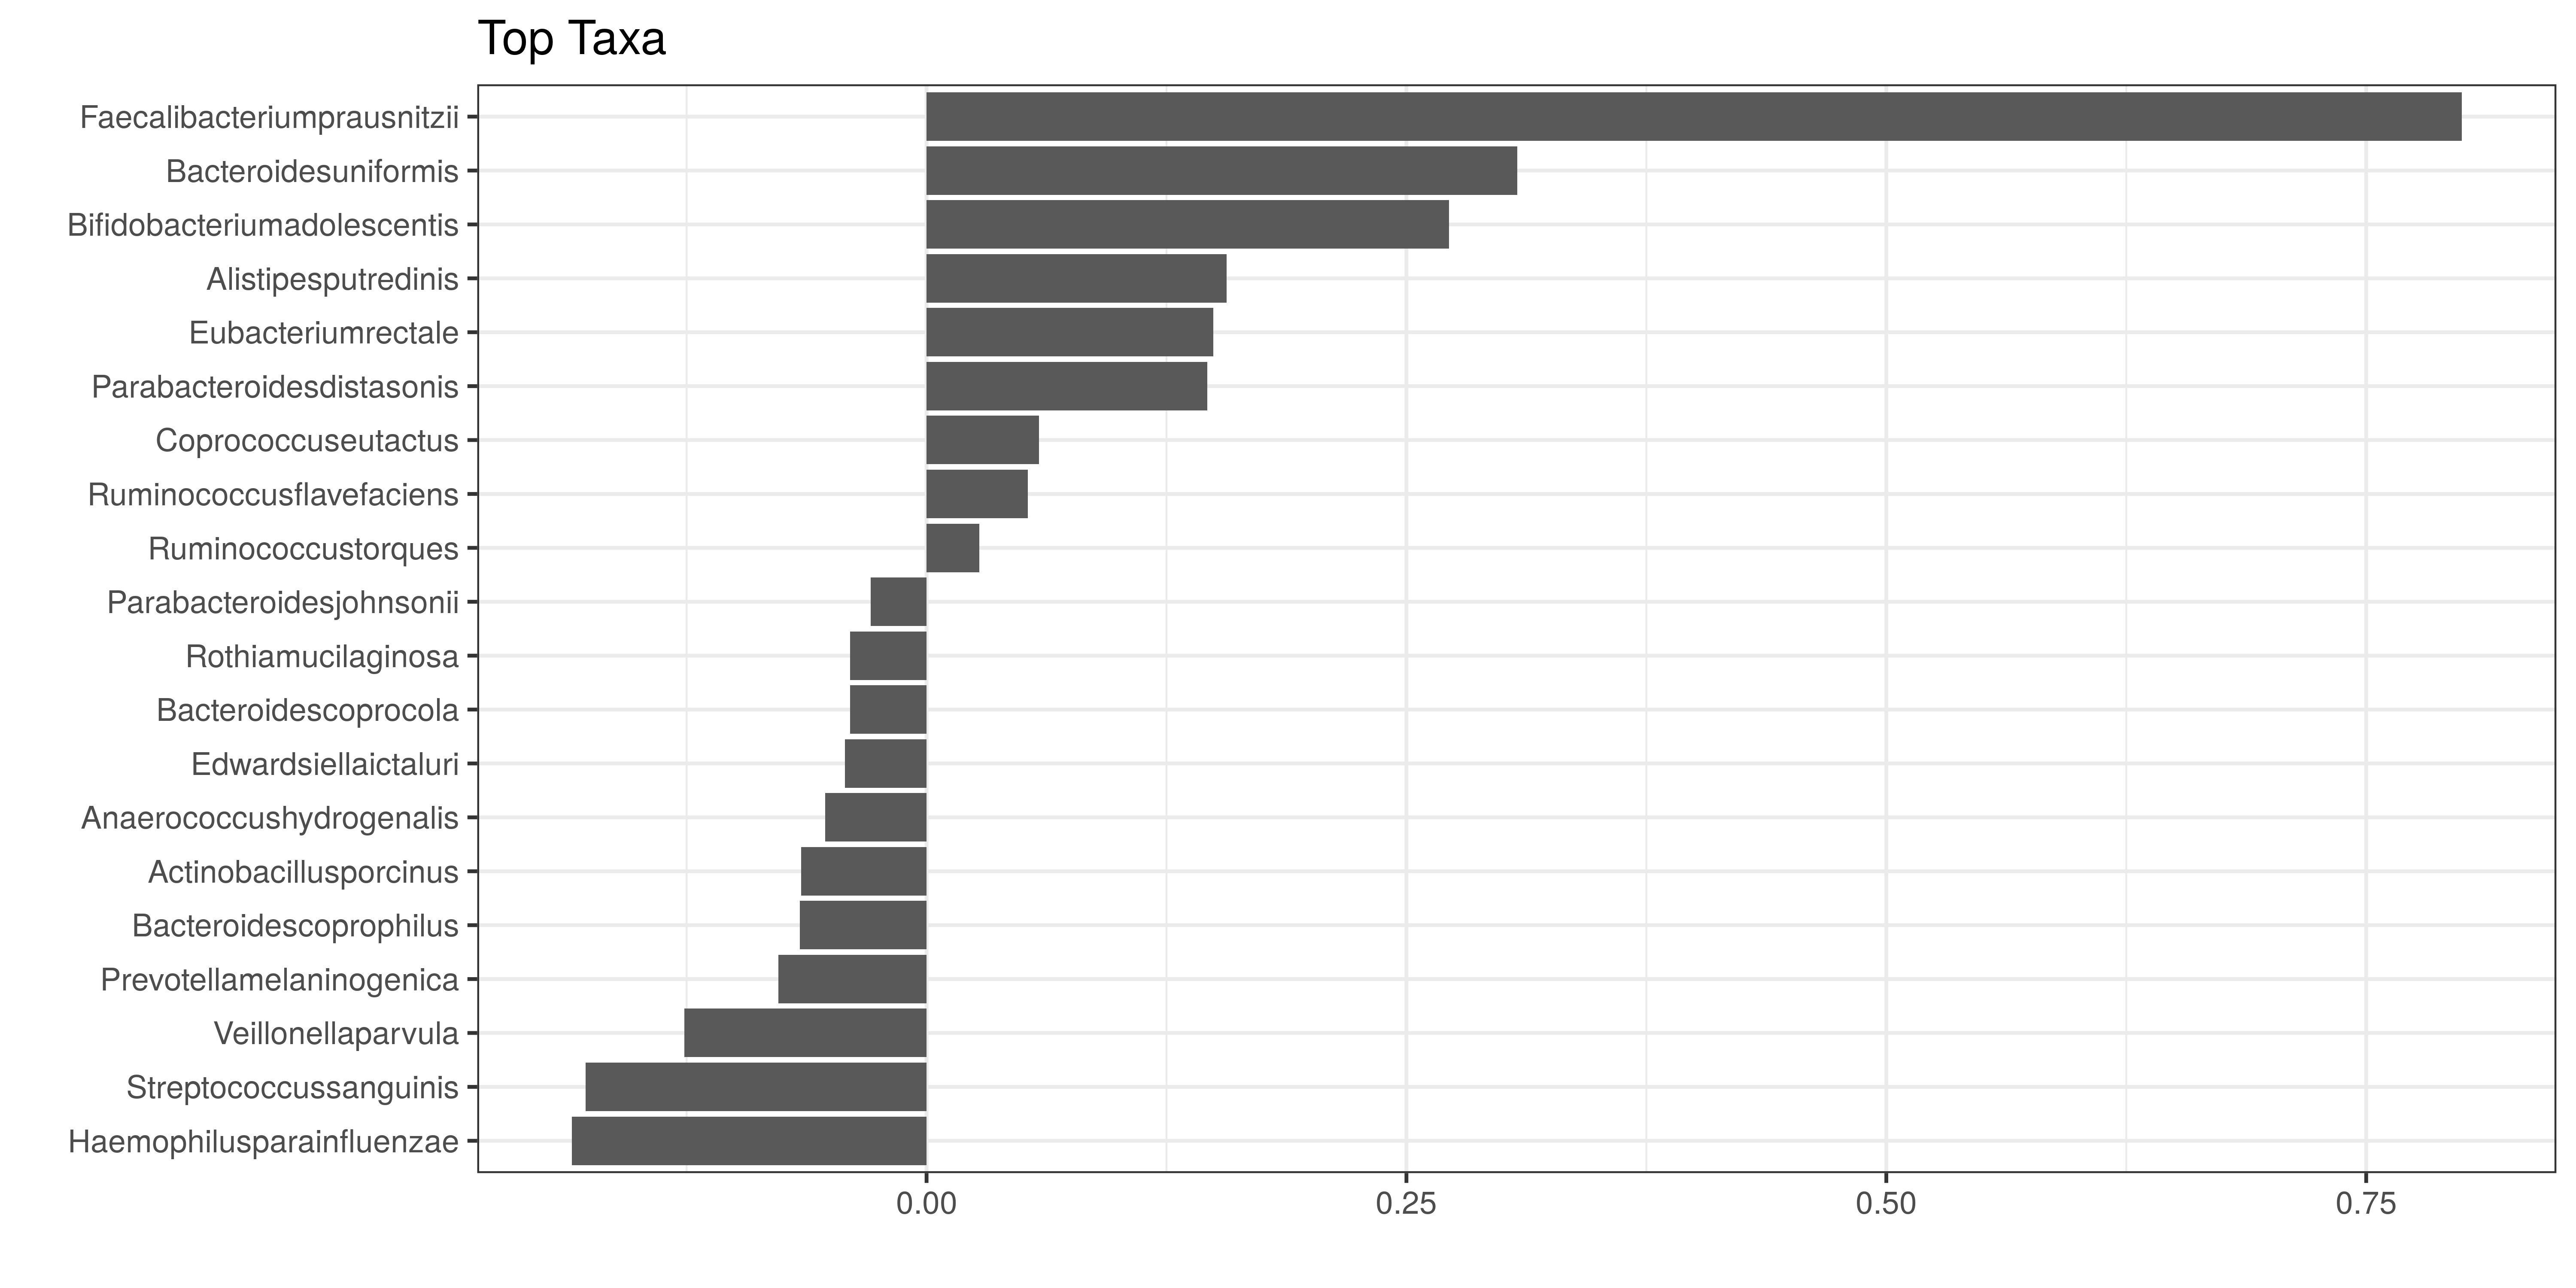 Top Taxa
Faecalibacteriumprausnitzii
Bacteroidesuniformis
Bifidobacteriumadolescentis
Alistipesputredinis
Eubacteriumrectale
Parabacteroidesdistasonis
Coprococcuseutactus
Ruminococcusflavefaciens
Ruminococcustorques
Parabacteroidesjohnsonii
Rothiamucilaginosa
Bacteroidescoprocola
Edwardsiellaictaluri
Anaerococcushydrogenalis
Actinobacillusporcinus
Bacteroidescoprophilus
Prevotellamelaninogenica
Veillonellaparvula
Streptococcussanguinis
Haemophilusparainfluenzae
0.00 0.25 0.50 0.75